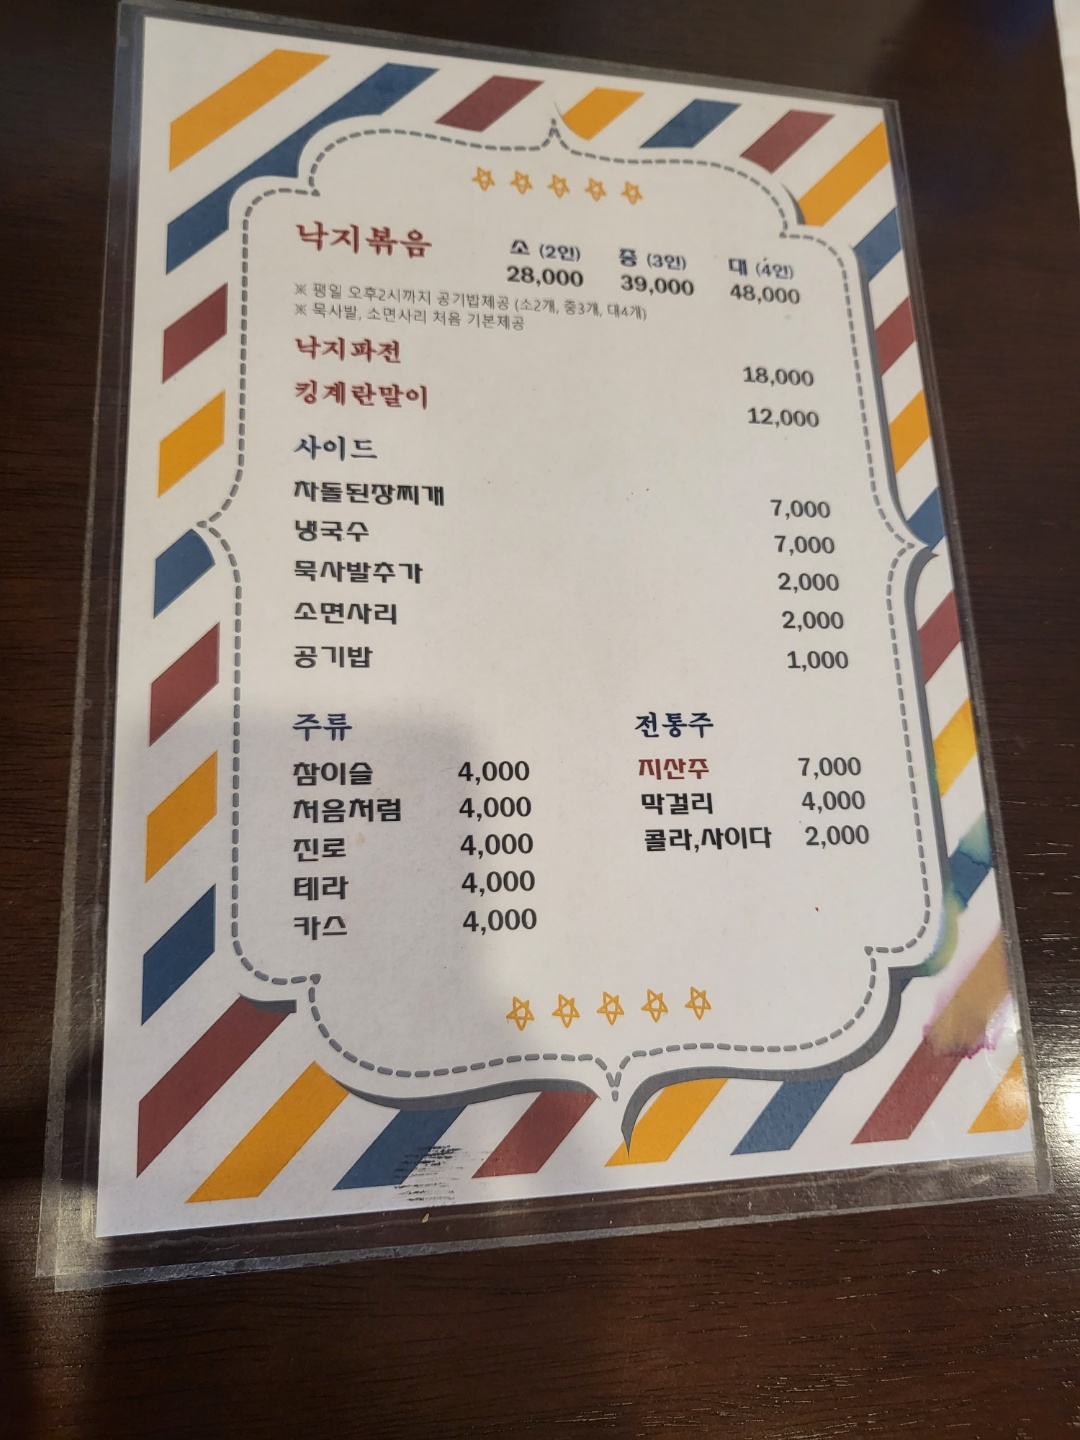 낙지볶음 소 (2인) 중 (3인) 대 (4인)
28,000 39,000 48,000
※ 평일 오후2시까지 공기밥제공 (소2개, 중3개, 대4개)
※ 묵사발, 소면사리 처음 기본제공
낙지파전 18,000
킹계란말이 12,000
사이드
차돌된장찌개 7,000
냉국수 7,000
묵사발추가 2,000
소면사리 2,000
공기밥 1,000
주류
참이슬 4,000
처음처럼 4,000
진로 4,000
테라 4,000
카스 4,000
전통주
지산주 7,000
막걸리 4,000
콜라,사이다 2,000